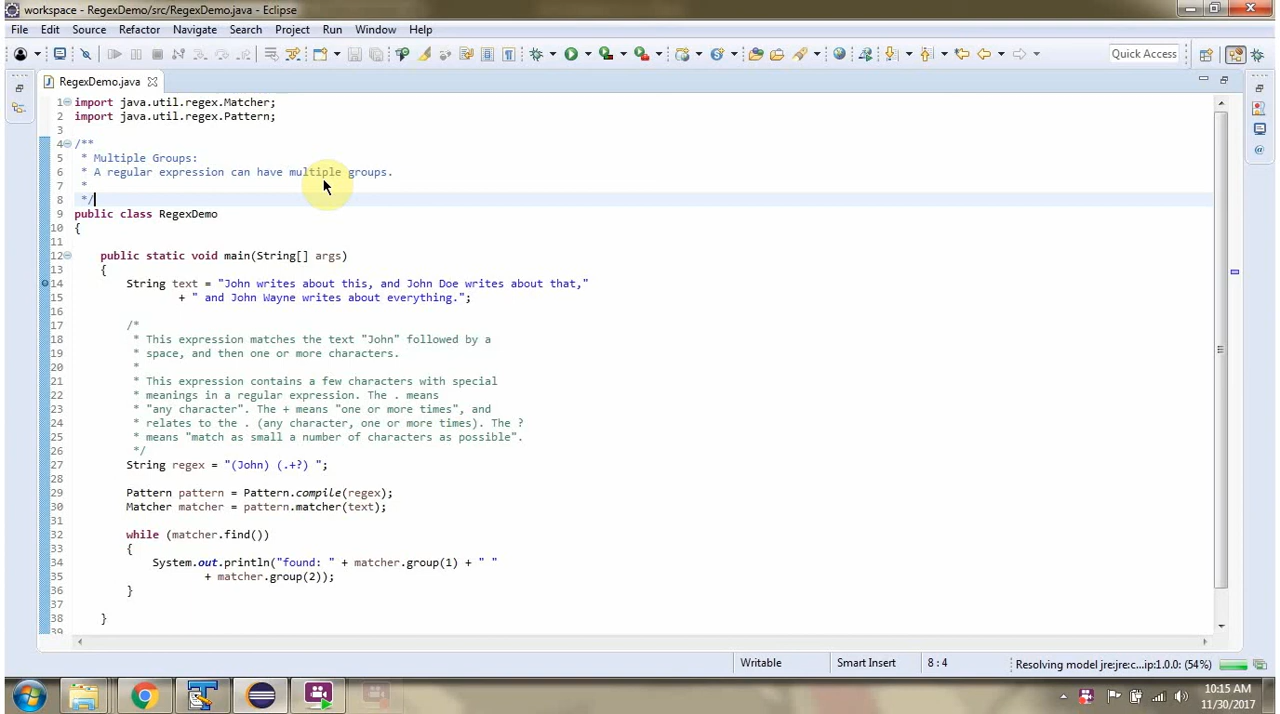 workspace - RegexDemo/src/RegexDemo.java - Eclipse
File Edit Source Refactor Navigate Search Project Run Window Help
Quick Access
RegexDemo.java
1 import java.util.regex.Matcher;
2 import java.util.regex.Pattern;
3
4 /**
5 * Multiple Groups:
6 * A regular expression can have multiple groups.
7 *
8 */
9 public class RegexDemo
10 {
11
12 public static void main(String[] args)
13 {
14 String text = "John writes about this, and John Doe writes about that,"
15 + " and John Wayne writes about everything.";
16
17 /*
18 * This expression matches the text "John" followed by a
19 * space, and then one or more characters.
20 *
21 * This expression contains a few characters with special
22 * meanings in a regular expression. The . means
23 * "any character". The + means "one or more times", and
24 * relates to the . (any character, one or more times). The ?
25 * means "match as small a number of characters as possible".
26 */
27 String regex = "(John) (.+?) ";
28
29 Pattern pattern = Pattern.compile(regex);
30 Matcher matcher = pattern.matcher(text);
31
32 while (matcher.find())
33 {
34 System.out.println("found: " + matcher.group(1) + " "
35 + matcher.group(2));
36 }
37
38 }
39
Writable Smart Insert 8 : 4 Resolving model jre:jre:c...ip:1.0.0: (54%)
10:15 AM
11/30/2017